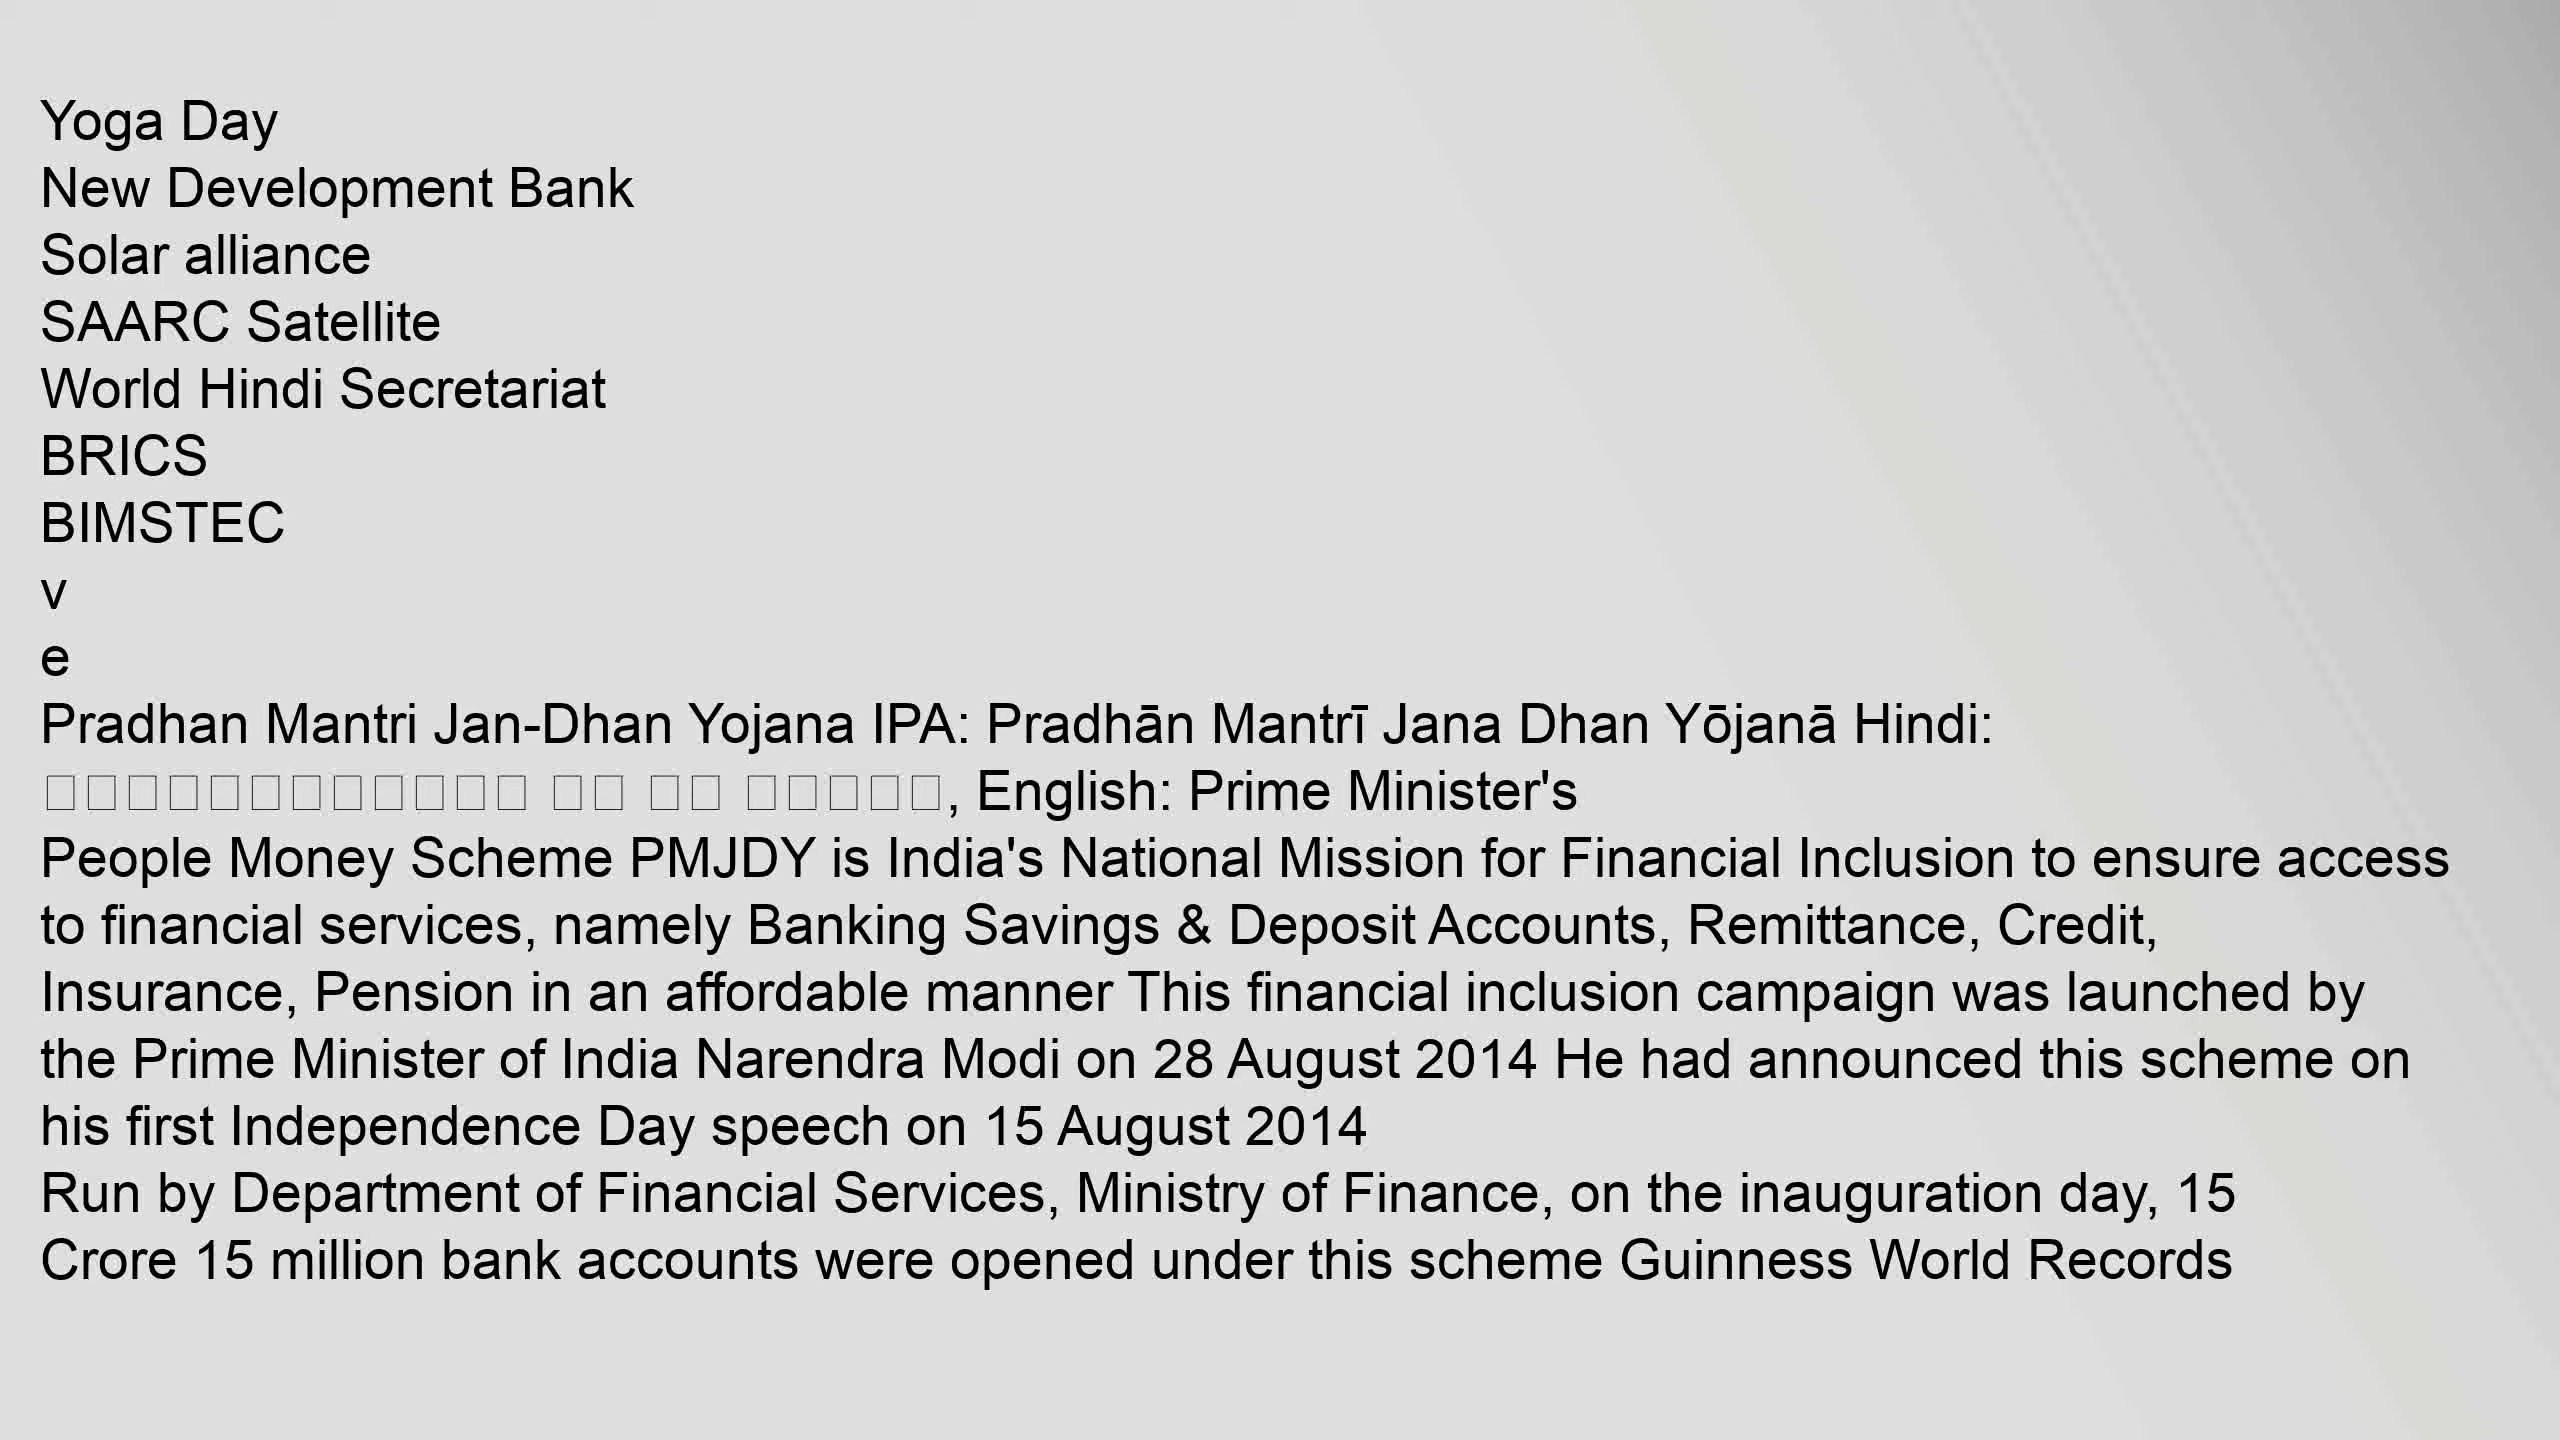 Yoga Day
New Development Bank
Solar alliance
SAARC Satellite
World Hindi Secretariat
BRICS
BIMSTEC
v
e
Pradhan Mantri Jan-Dhan Yojana IPA: Pradhān Mantrī Jana Dhan Yōjanā Hindi:
, English: Prime Minister's
People Money Scheme PMJDY is India's National Mission for Financial Inclusion to ensure access
to financial services, namely Banking Savings & Deposit Accounts, Remittance, Credit,
Insurance, Pension in an affordable manner This financial inclusion campaign was launched by
the Prime Minister of India Narendra Modi on 28 August 2014 He had announced this scheme on
his first Independence Day speech on 15 August 2014
Run by Department of Financial Services, Ministry of Finance, on the inauguration day, 15
Crore 15 million bank accounts were opened under this scheme Guinness World Records